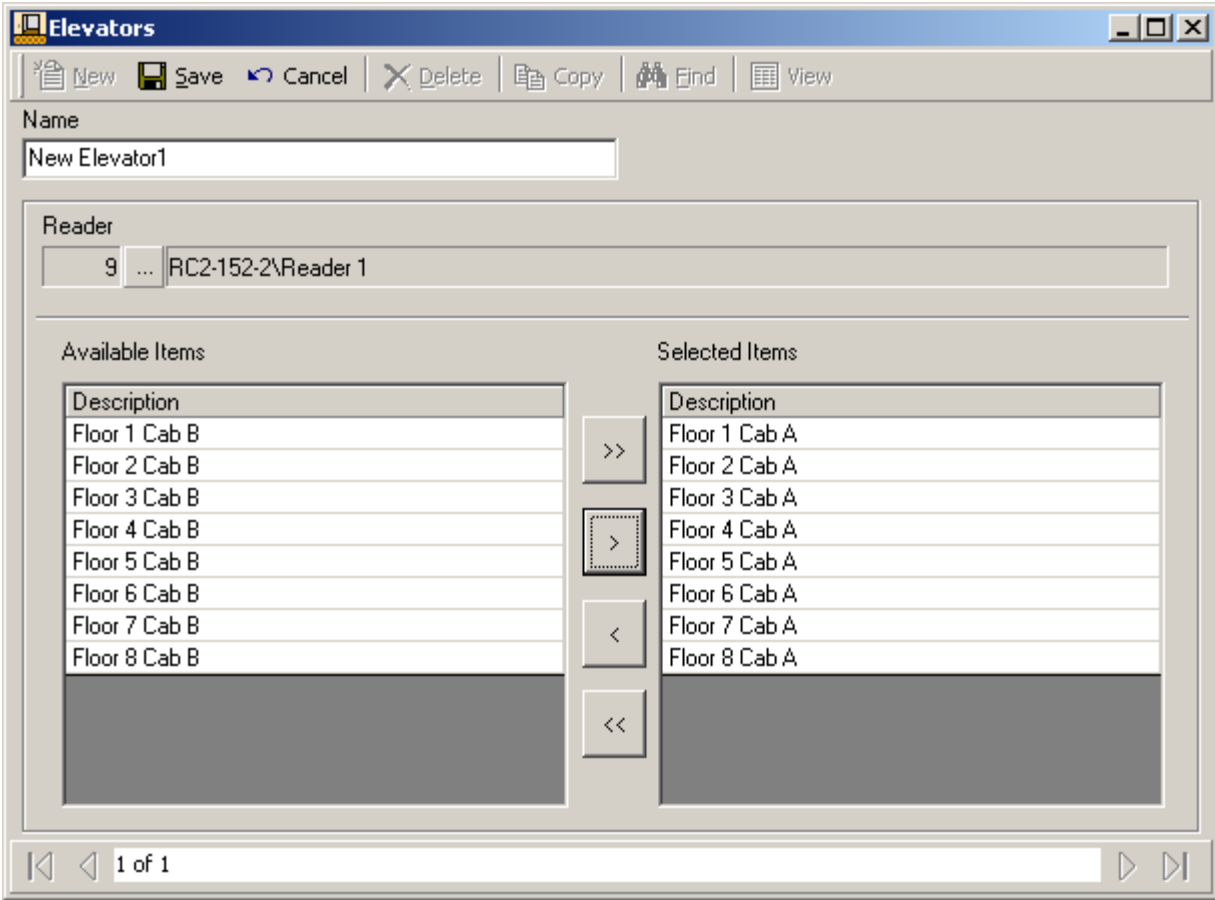 Elevators
New Save Cancel Delete Copy Find View
Name
New Elevator1
Reader
9 ... RC2-152-2\Reader 1
Available Items Selected Items
Description Description
Floor 1 Cab B Floor 1 Cab A
Floor 2 Cab B >> Floor 2 Cab A
Floor 3 Cab B Floor 3 Cab A
Floor 4 Cab B > Floor 4 Cab A
Floor 5 Cab B Floor 5 Cab A
Floor 6 Cab B Floor 6 Cab A
Floor 7 Cab B < Floor 7 Cab A
Floor 8 Cab B Floor 8 Cab A
<<
1 of 1